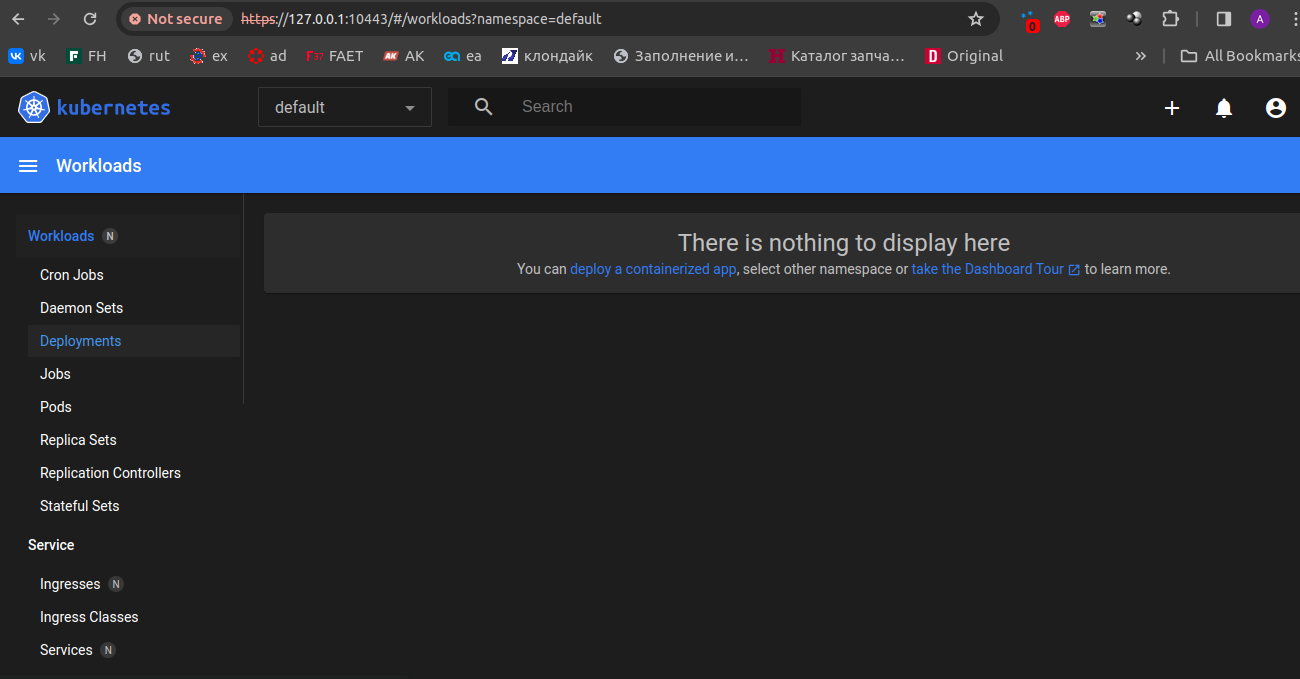 Not secure https://127.0.0.1:10443/#/workloads?namespace=default 0 ABP A
vk F FH rut ex ad FAET AK AK ea клондайк Заполнение и... Каталог запча... D Original » All Bookmarks
kubernetes default Search
Workloads
Workloads N
There is nothing to display here
You can deploy a containerized app, select other namespace or take the Dashboard Tour to learn more.
Cron Jobs
Daemon Sets
Deployments
Jobs
Pods
Replica Sets
Replication Controllers
Stateful Sets
Service
Ingresses N
Ingress Classes
Services N